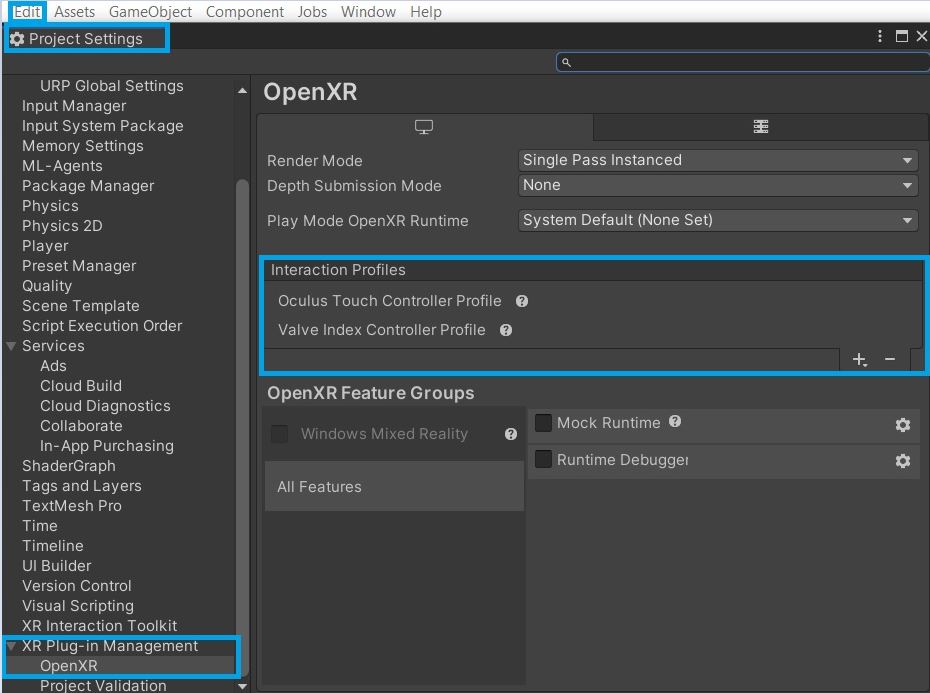 Edit Assets GameObject Component Jobs Window Help
Project Settings
URP Global Settings
Input Manager
Input System Package
Memory Settings
ML-Agents
Package Manager
Physics
Physics 2D
Player
Preset Manager
Quality
Scene Template
Script Execution Order
Services
Ads
Cloud Build
Cloud Diagnostics
Collaborate
In-App Purchasing
ShaderGraph
Tags and Layers
TextMesh Pro
Time
Timeline
UI Builder
Version Control
Visual Scripting
XR Interaction Toolkit
XR Plug-in Management
OpenXR
Project Validation
OpenXR
Render Mode Single Pass Instanced
Depth Submission Mode None
Play Mode OpenXR Runtime System Default (None Set)
Interaction Profiles
Oculus Touch Controller Profile
Valve Index Controller Profile
OpenXR Feature Groups
Windows Mixed Reality
All Features
Mock Runtime
Runtime Debugger